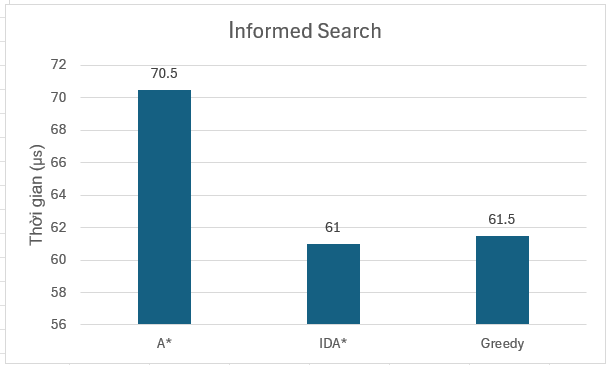 Informed Search
Thời gian (µs)
72
70
68
66
64
62
60
58
56
70.5
61
61.5
A*
IDA*
Greedy